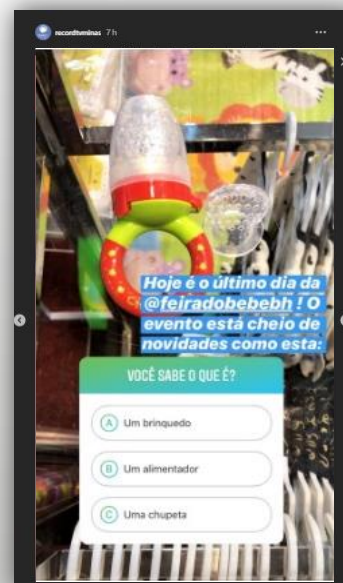 recordtvminas 7 h
Hoje é o último dia da
@feiradobebebh ! O
evento está cheio de
novidades como esta:
VOCÊ SABE O QUE É?
A Um brinquedo
B Um alimentador
C Uma chupeta